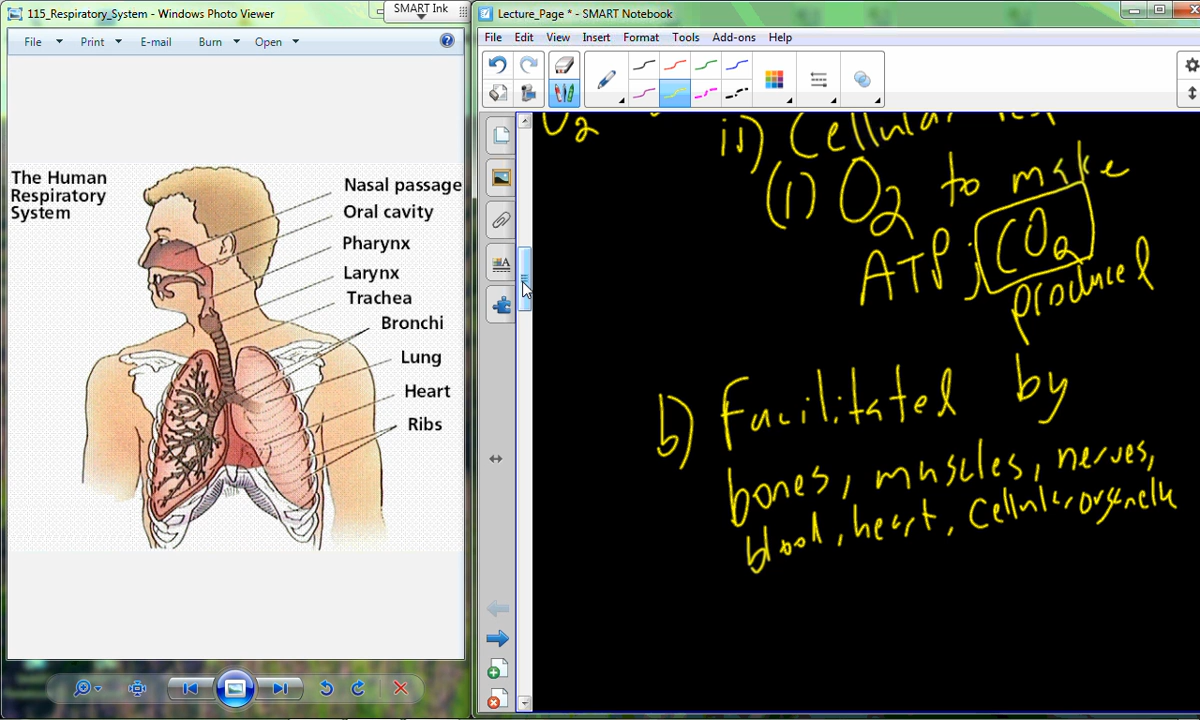 115_Respiratory_System - Windows Photo Viewer
SMART Ink
File Print E-mail Burn Open
The Human
Respiratory
System
Nasal passage
Oral cavity
Pharynx
Larynx
Trachea
Bronchi
Lung
Heart
Ribs
Lecture_Page * - SMART Notebook
File Edit View Insert Format Tools Add-ons Help
O2
ii) Cellular
(1) O2 to make
ATP; CO2
produced
b) Facilitated by
bones, muscles, nerves,
blood, heart, Cellular organelle